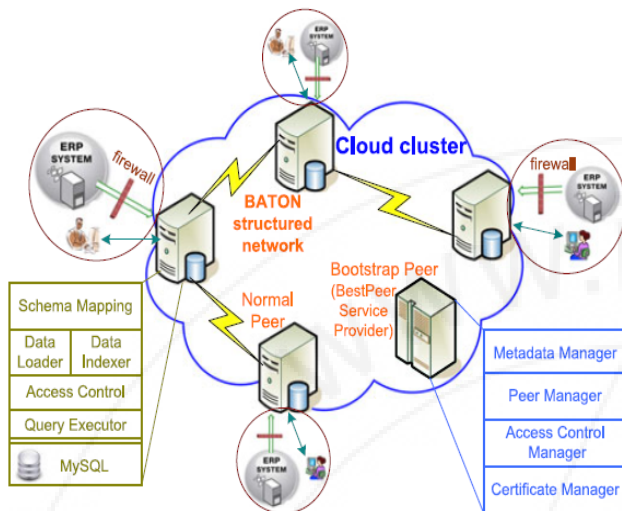 ERP
SYSTEM
Cloud cluster
ERP
SYSTEM
firewall
firewall
ERP
SYSTEM
BATON
structured
network
Bootstrap Peer
(BestPeer
Service
Provider)
Normal
Peer
Schema Mapping
Data
Loader
Data
Indexer
Access Control
Query Executor
MySQL
Metadata Manager
Peer Manager
Access Control
Manager
Certificate Manager
ERP
SYSTEM